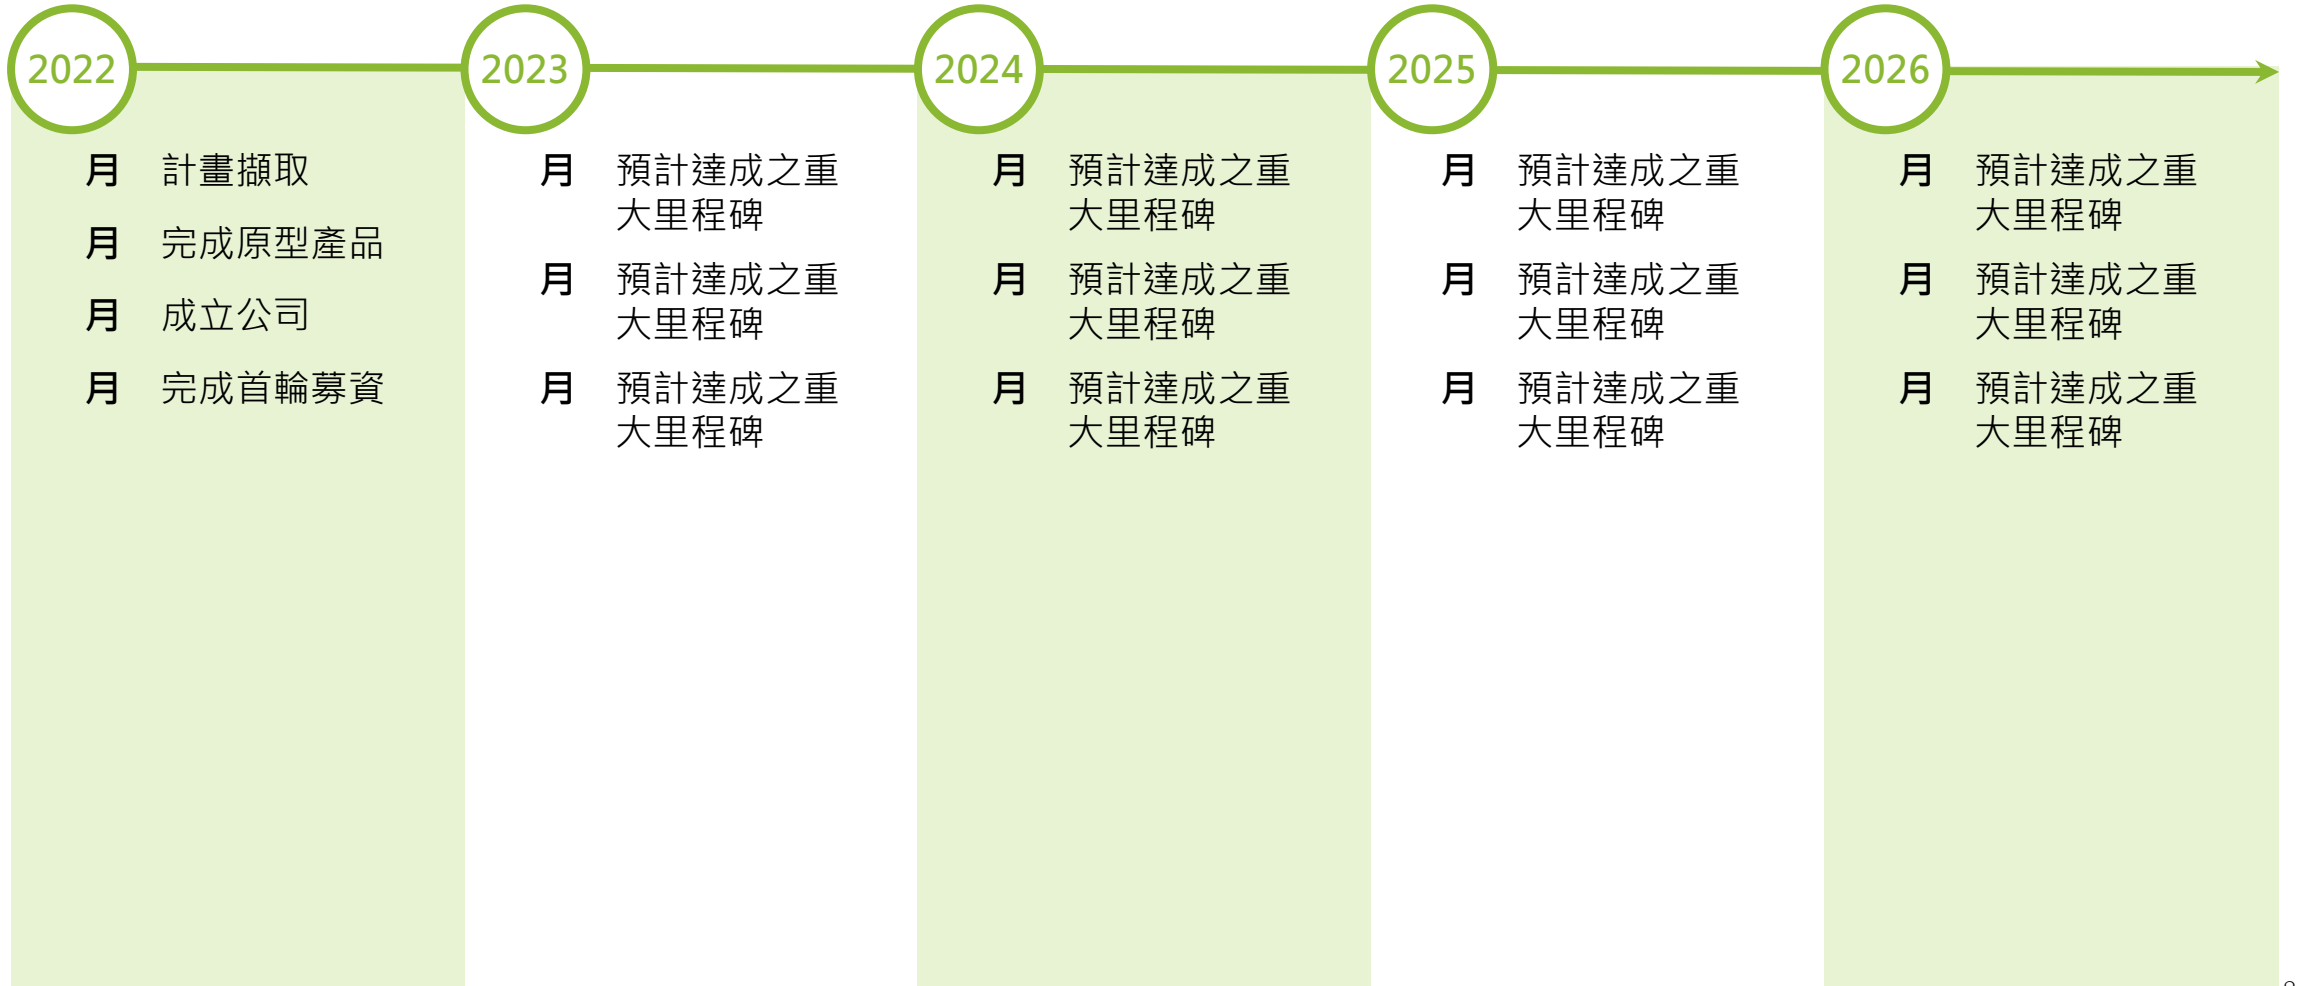 2022
2023
2024
2025
2026
月 計畫擷取
月 完成原型產品
月 成立公司
月 完成首輪募資
月 預計達成之重
大里程碑
月 預計達成之重
大里程碑
月 預計達成之重
大里程碑
月 預計達成之重
大里程碑
月 預計達成之重
大里程碑
月 預計達成之重
大里程碑
月 預計達成之重
大里程碑
月 預計達成之重
大里程碑
月 預計達成之重
大里程碑
月 預計達成之重
大里程碑
月 預計達成之重
大里程碑
月 預計達成之重
大里程碑